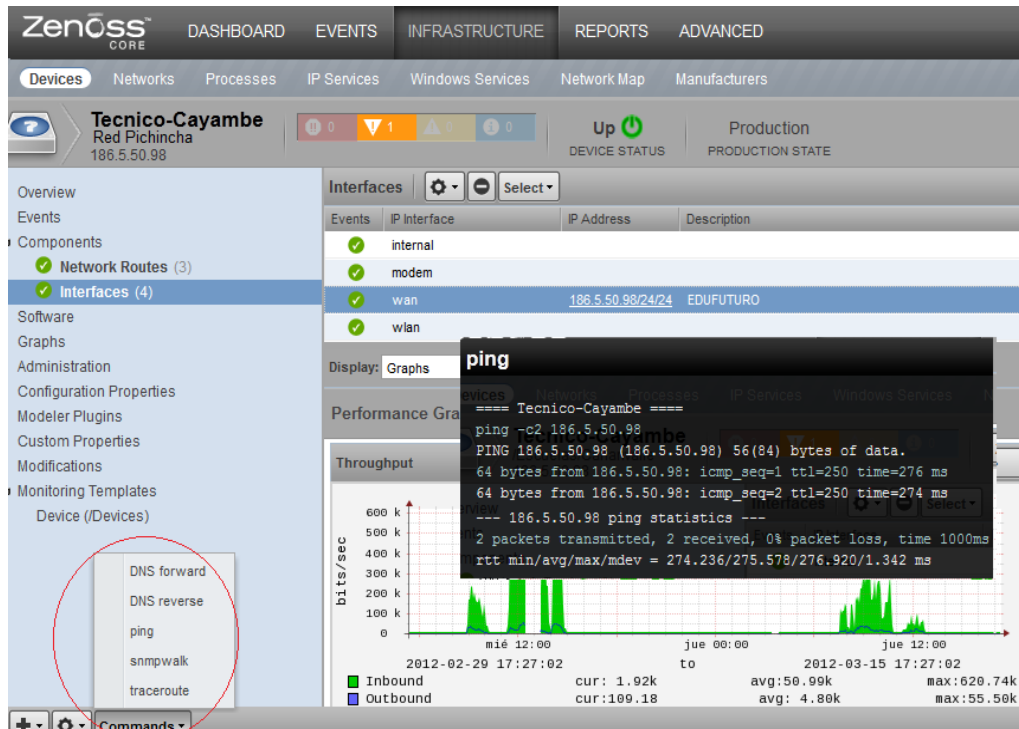 Zenoss CORE DASHBOARD EVENTS INFRASTRUCTURE REPORTS ADVANCED
Devices Networks Processes IP Services Windows Services Network Map Manufacturers
Tecnico-Cayambe
Red Pichincha
186.5.50.98
0 1 0 0
Up
DEVICE STATUS
Production
PRODUCTION STATE
Overview
Events
Components
Network Routes (3)
Interfaces (4)
Software
Graphs
Administration
Configuration Properties
Modeler Plugins
Custom Properties
Modifications
Monitoring Templates
Device (/Devices)
DNS forward
DNS reverse
ping
snmpwalk
traceroute
Commands
Interfaces Select
Events IP Interface IP Address Description
internal
modem
wan 186.5.50.98/24/24 EDUFUTURO
wlan
Display: Graphs
Performance Gra
Throughput
ping
==== Tecnico-Cayambe ====
ping -c2 186.5.50.98
PING 186.5.50.98 (186.5.50.98) 56(84) bytes of data.
64 bytes from 186.5.50.98: icmp_seq=1 ttl=250 time=276 ms
64 bytes from 186.5.50.98: icmp_seq=2 ttl=250 time=274 ms
--- 186.5.50.98 ping statistics ---
2 packets transmitted, 2 received, 0% packet loss, time 1000ms
rtt min/avg/max/mdev = 274.236/275.578/276.920/1.342 ms
bits/sec
600 k
500 k
400 k
300 k
200 k
100 k
0
mié 12:00 jue 00:00 jue 12:00
2012-02-29 17:27:02 to 2012-03-15 17:27:02
Inbound cur: 1.92k avg:50.99k max:620.74k
Outbound cur:109.18 avg: 4.80k max:55.50k